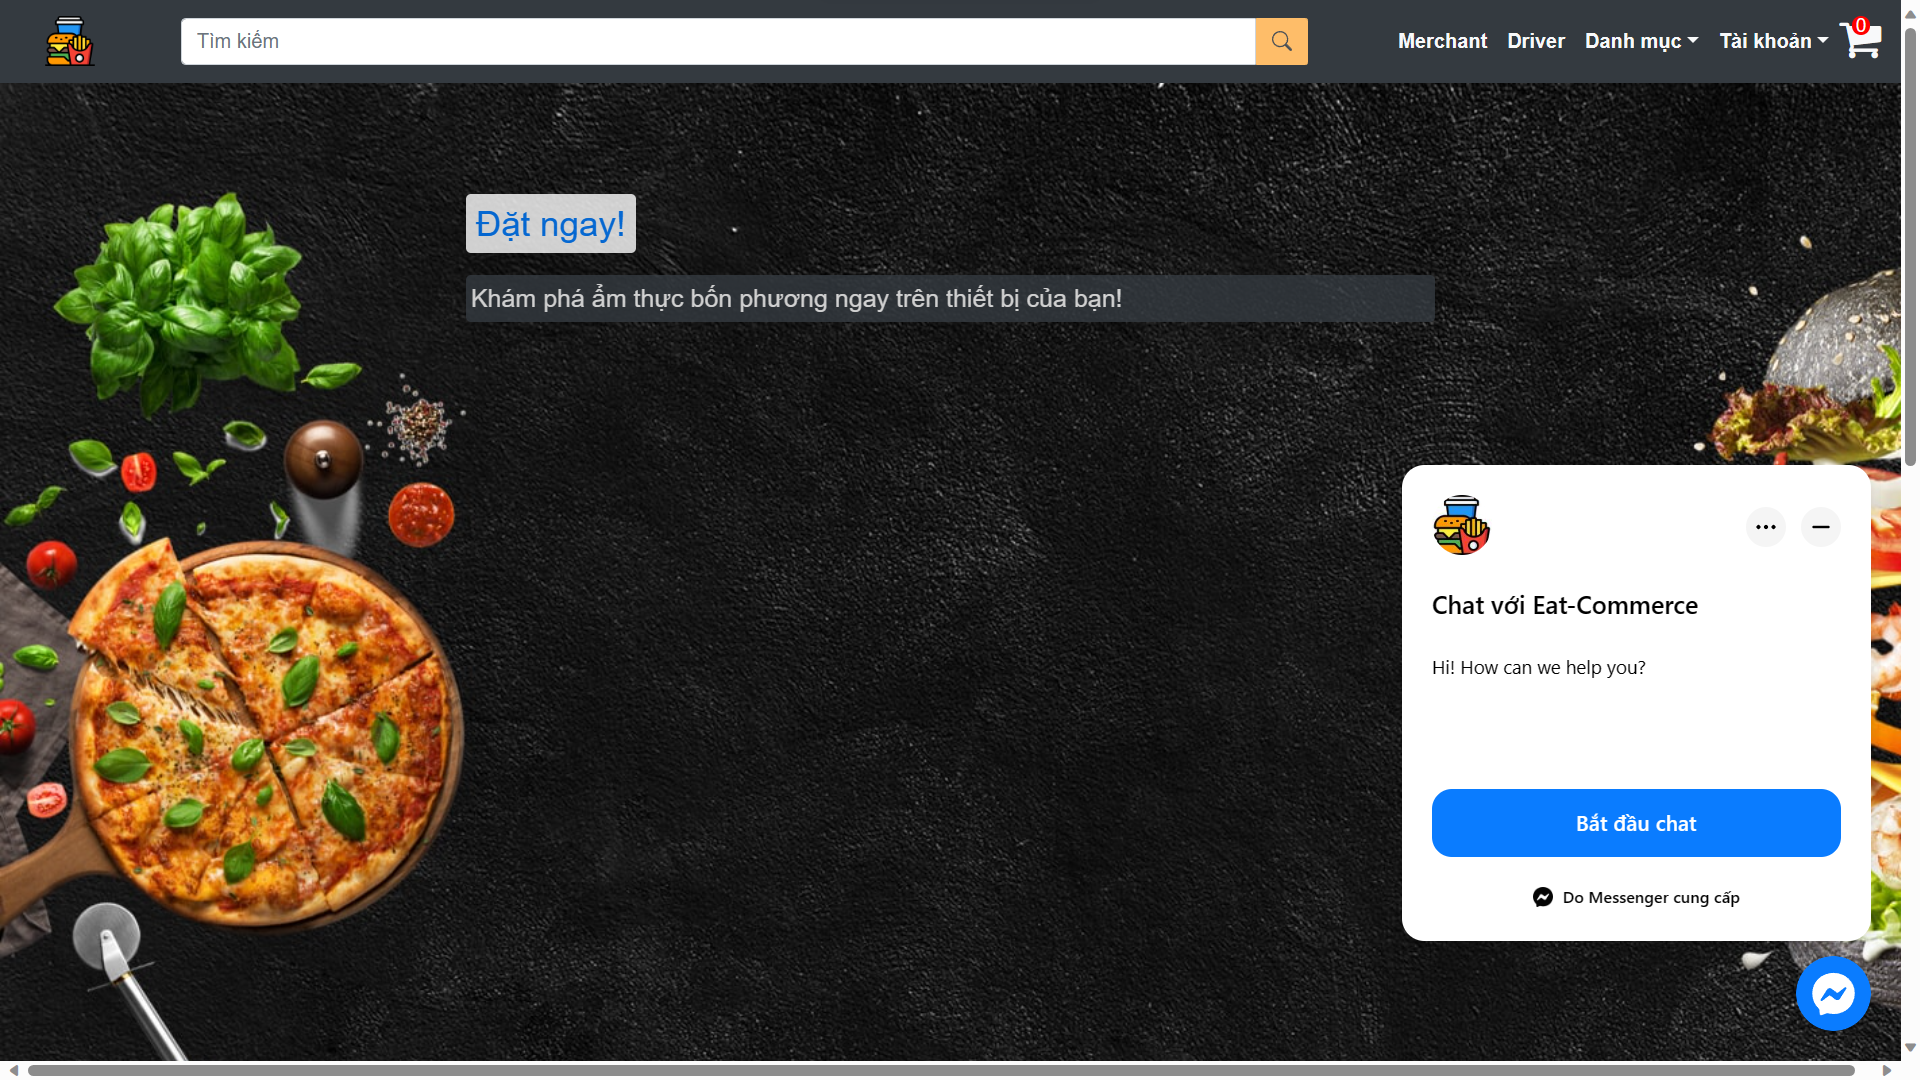 Tìm kiếm
Merchant Driver Danh mục Tài khoản 0
Đặt ngay!
Khám phá ẩm thực bốn phương ngay trên thiết bị của bạn!
Chat với Eat-Commerce
Hi! How can we help you?
Bắt đầu chat
Do Messenger cung cấp